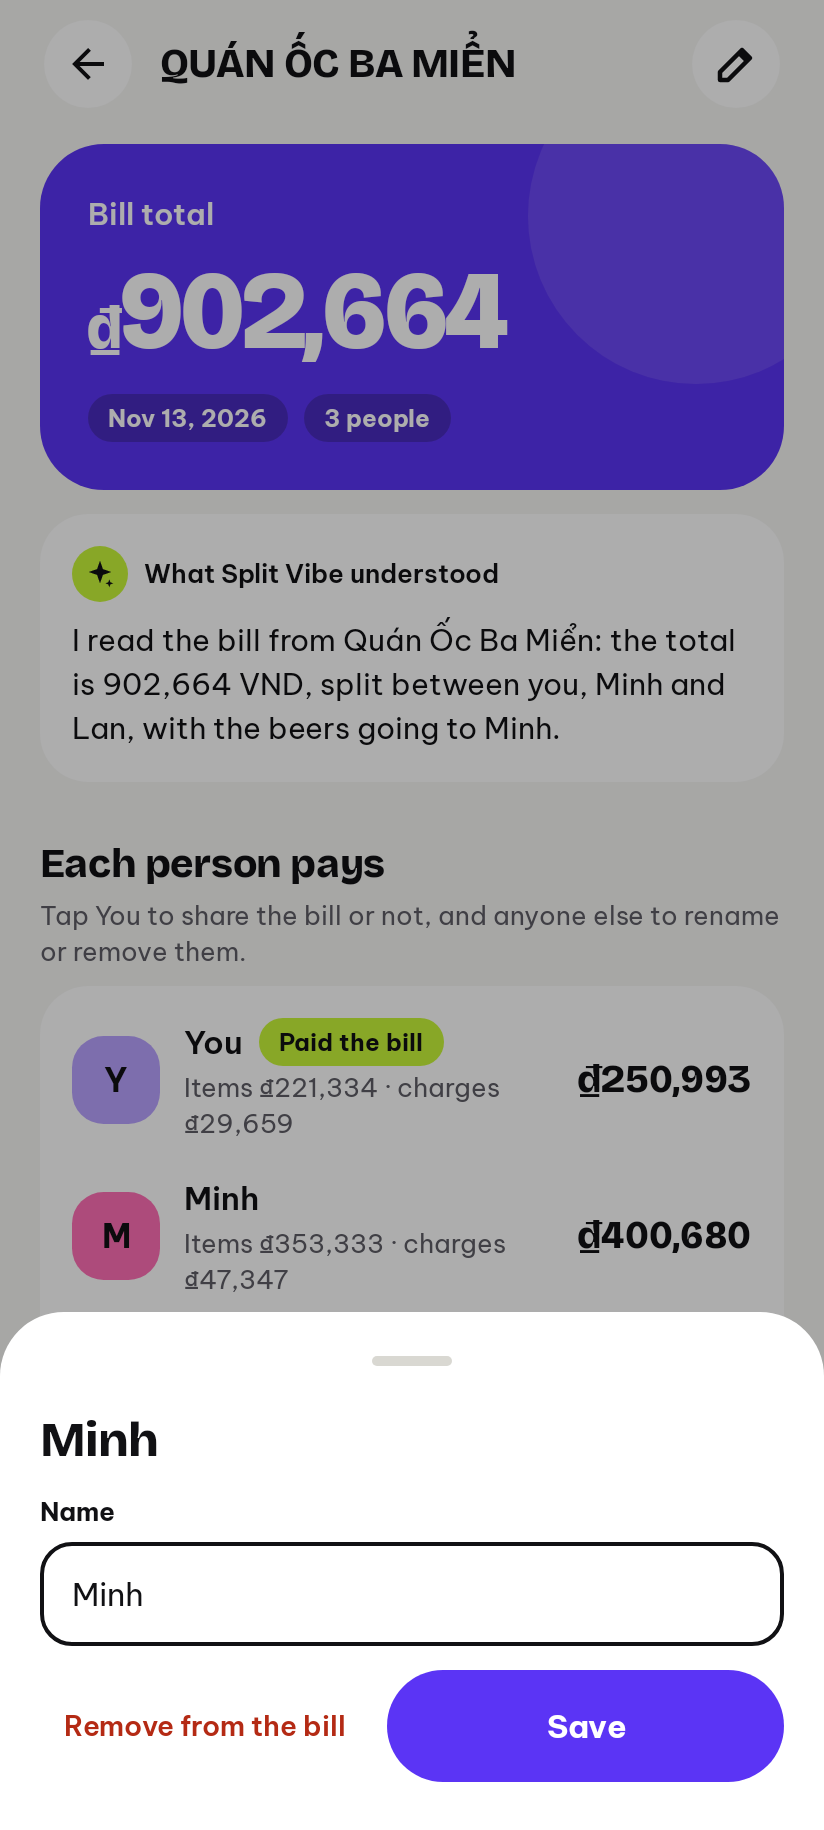 QUÁN ỐC BA MIỂN
Bill total
₫902,664
Nov 13, 2026
3 people
What Split Vibe understood
I read the bill from Quán Ốc Ba Miển: the total
is 902,664 VND, split between you, Minh and
Lan, with the beers going to Minh.
Each person pays
Tap You to share the bill or not, and anyone else to rename
or remove them.
Y
You
Paid the bill
Items ₫221,334 · charges
₫29,659
₫250,993
M
Minh
Items ₫353,333 · charges
₫47,347
₫400,680
Minh
Name
Minh
Remove from the bill
Save